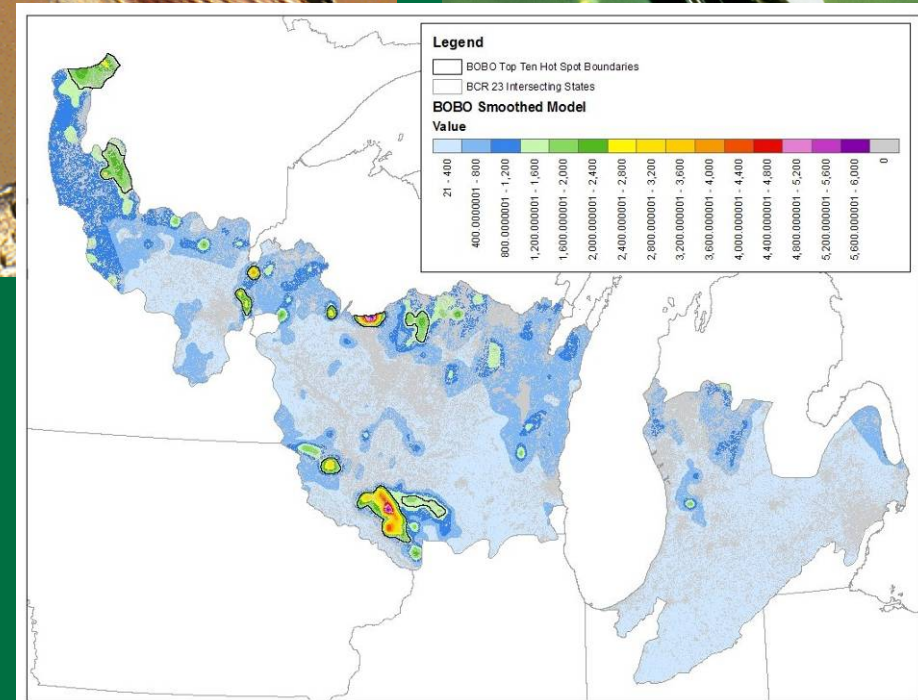 Legend
BOBO Top Ten Hot Spot Boundaries
BCR 23 Intersecting States
BOBO Smoothed Model
Value
21 - 400
400.0000001 - 800
800.0000001 - 1,200
1,200.000001 - 1,600
1,600.000001 - 2,000
2,000.000001 - 2,400
2,400.000001 - 2,800
2,800.000001 - 3,200
3,200.000001 - 3,600
3,600.000001 - 4,000
4,000.000001 - 4,400
4,400.000001 - 4,800
4,800.000001 - 5,200
5,200.000001 - 5,600
5,600.000001 - 6,000
0